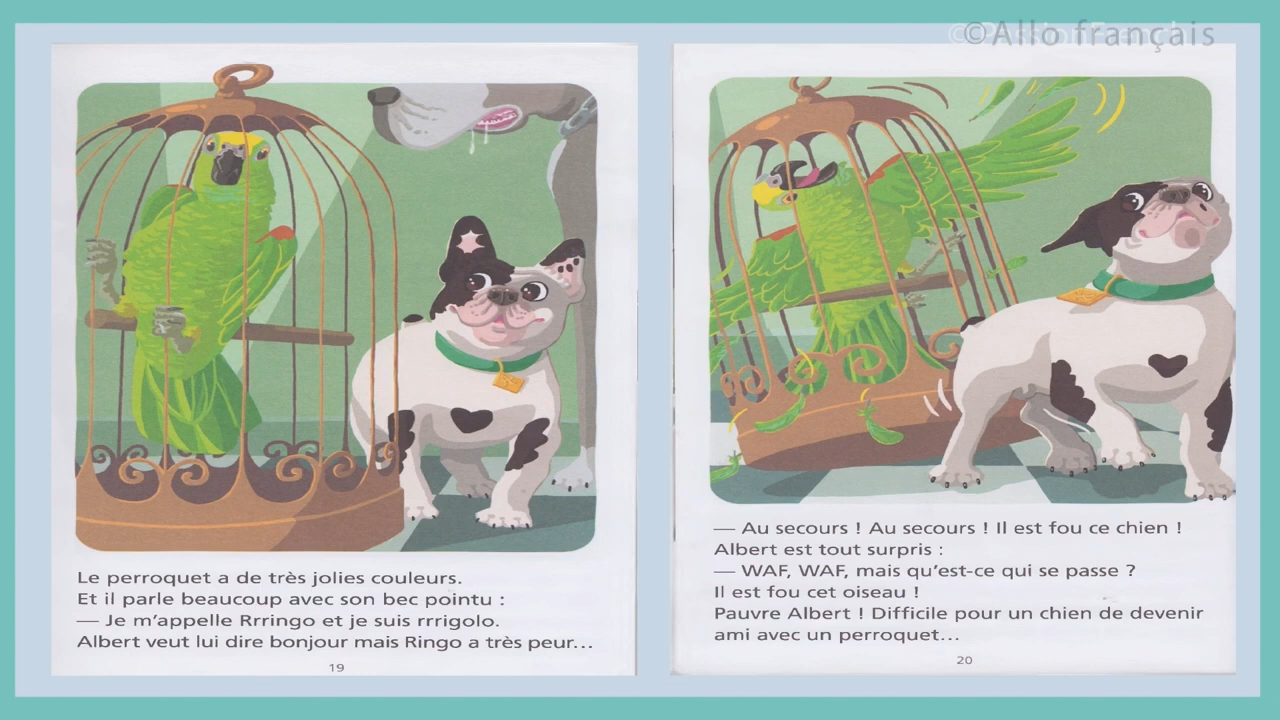 ©Allo français
Le perroquet a de très jolies couleurs.
Et il parle beaucoup avec son bec pointu :
— Je m'appelle Rrringo et je suis rrrigolo.
Albert veut lui dire bonjour mais Ringo a très peur...
19
— Au secours ! Au secours ! Il est fou ce chien !
Albert est tout surpris :
— WAF, WAF, mais qu'est-ce qui se passe ?
Il est fou cet oiseau !
Pauvre Albert ! Difficile pour un chien de devenir
ami avec un perroquet...
20